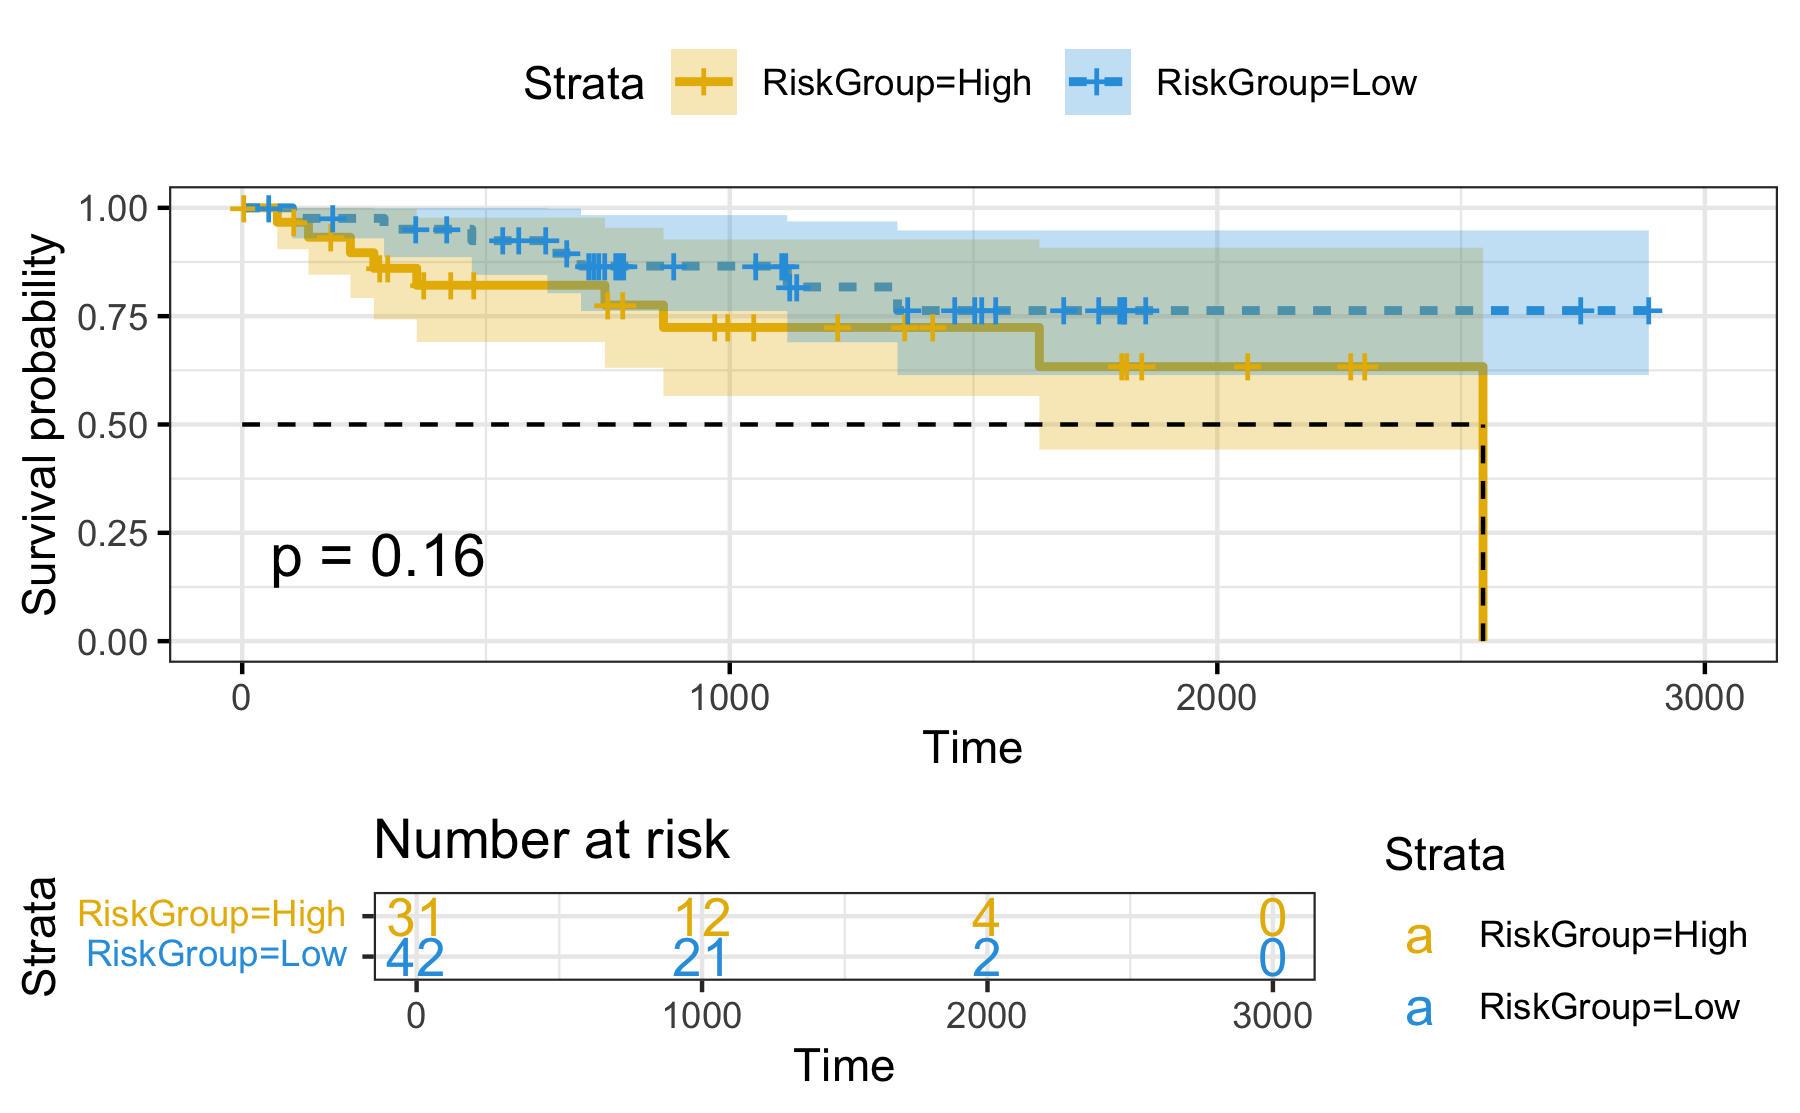 Strata RiskGroup=High RiskGroup=Low
Survival probability
1.00
0.75
0.50
0.25
0.00
p = 0.16
0 1000 2000 3000
Time
Number at risk
Strata
RiskGroup=High 31 12 4 0
RiskGroup=Low 42 21 2 0
0 1000 2000 3000
Time
Strata
a RiskGroup=High
a RiskGroup=Low